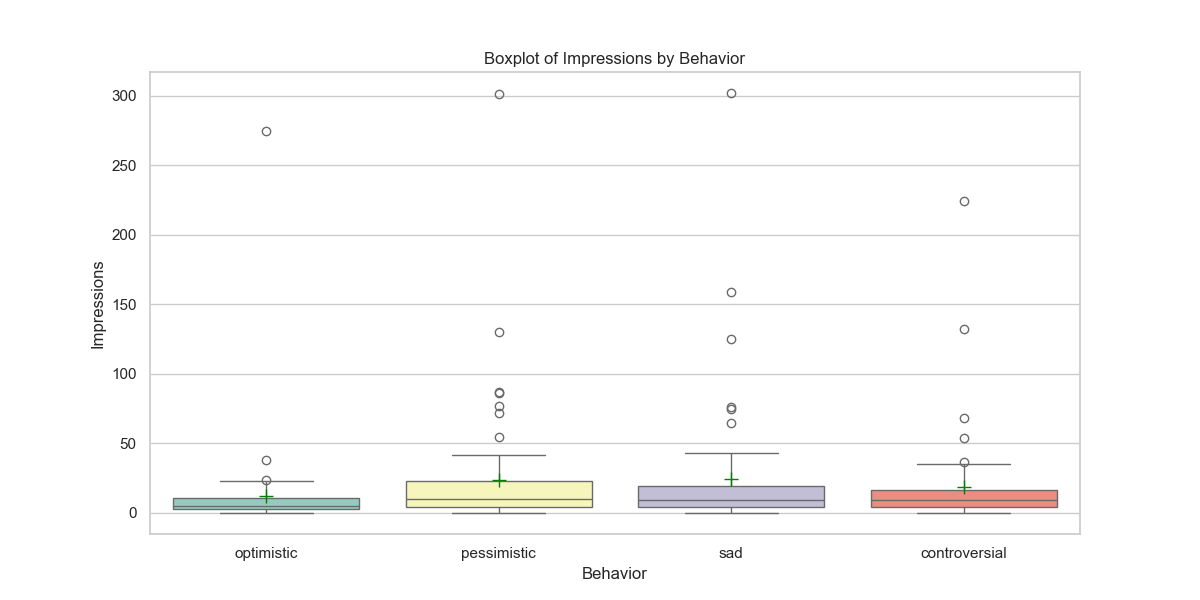 Boxplot of Impressions by Behavior
300
250
200
150
100
50
0
Impressions
optimistic pessimistic sad controversial
Behavior